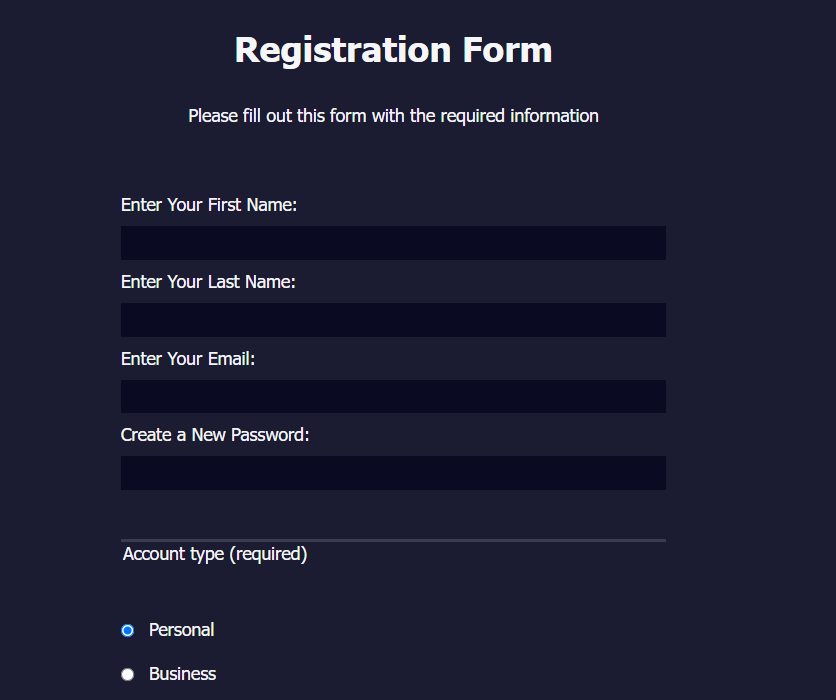 Registration Form
Please fill out this form with the required information
Enter Your First Name:
Enter Your Last Name:
Enter Your Email:
Create a New Password:
Account type (required)
Personal
Business